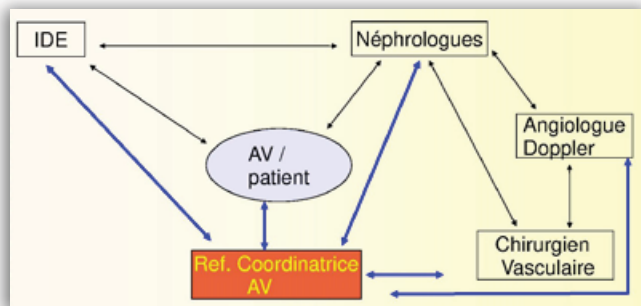 IDE
Néphrologues
Angiologue
Doppler
AV /
patient
Chirurgien
Vasculaire
Ref. Coordinatrice
AV